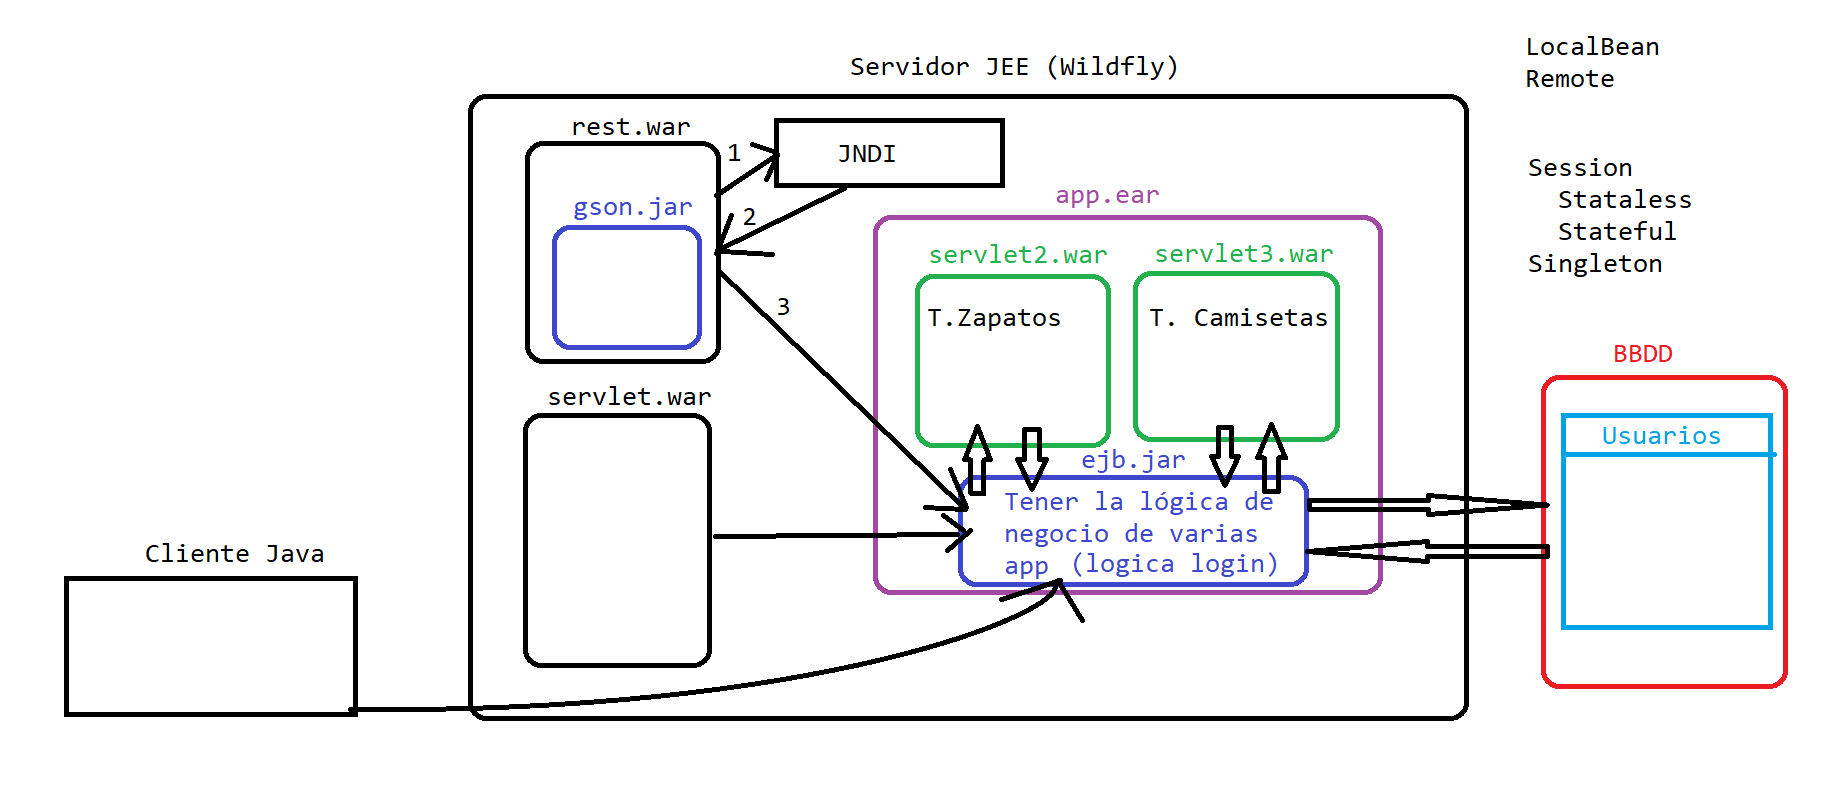 LocalBean
Remote
Servidor JEE (Wildfly)
rest.war
1
JNDI
Session
Stataless
Stateful
Singleton
gson.jar
2
app.ear
servlet2.war
servlet3.war
3
T.Zapatos
T. Camisetas
BBDD
servlet.war
Usuarios
ejb.jar
Tener la lógica de
negocio de varias
app (logica login)
Cliente Java